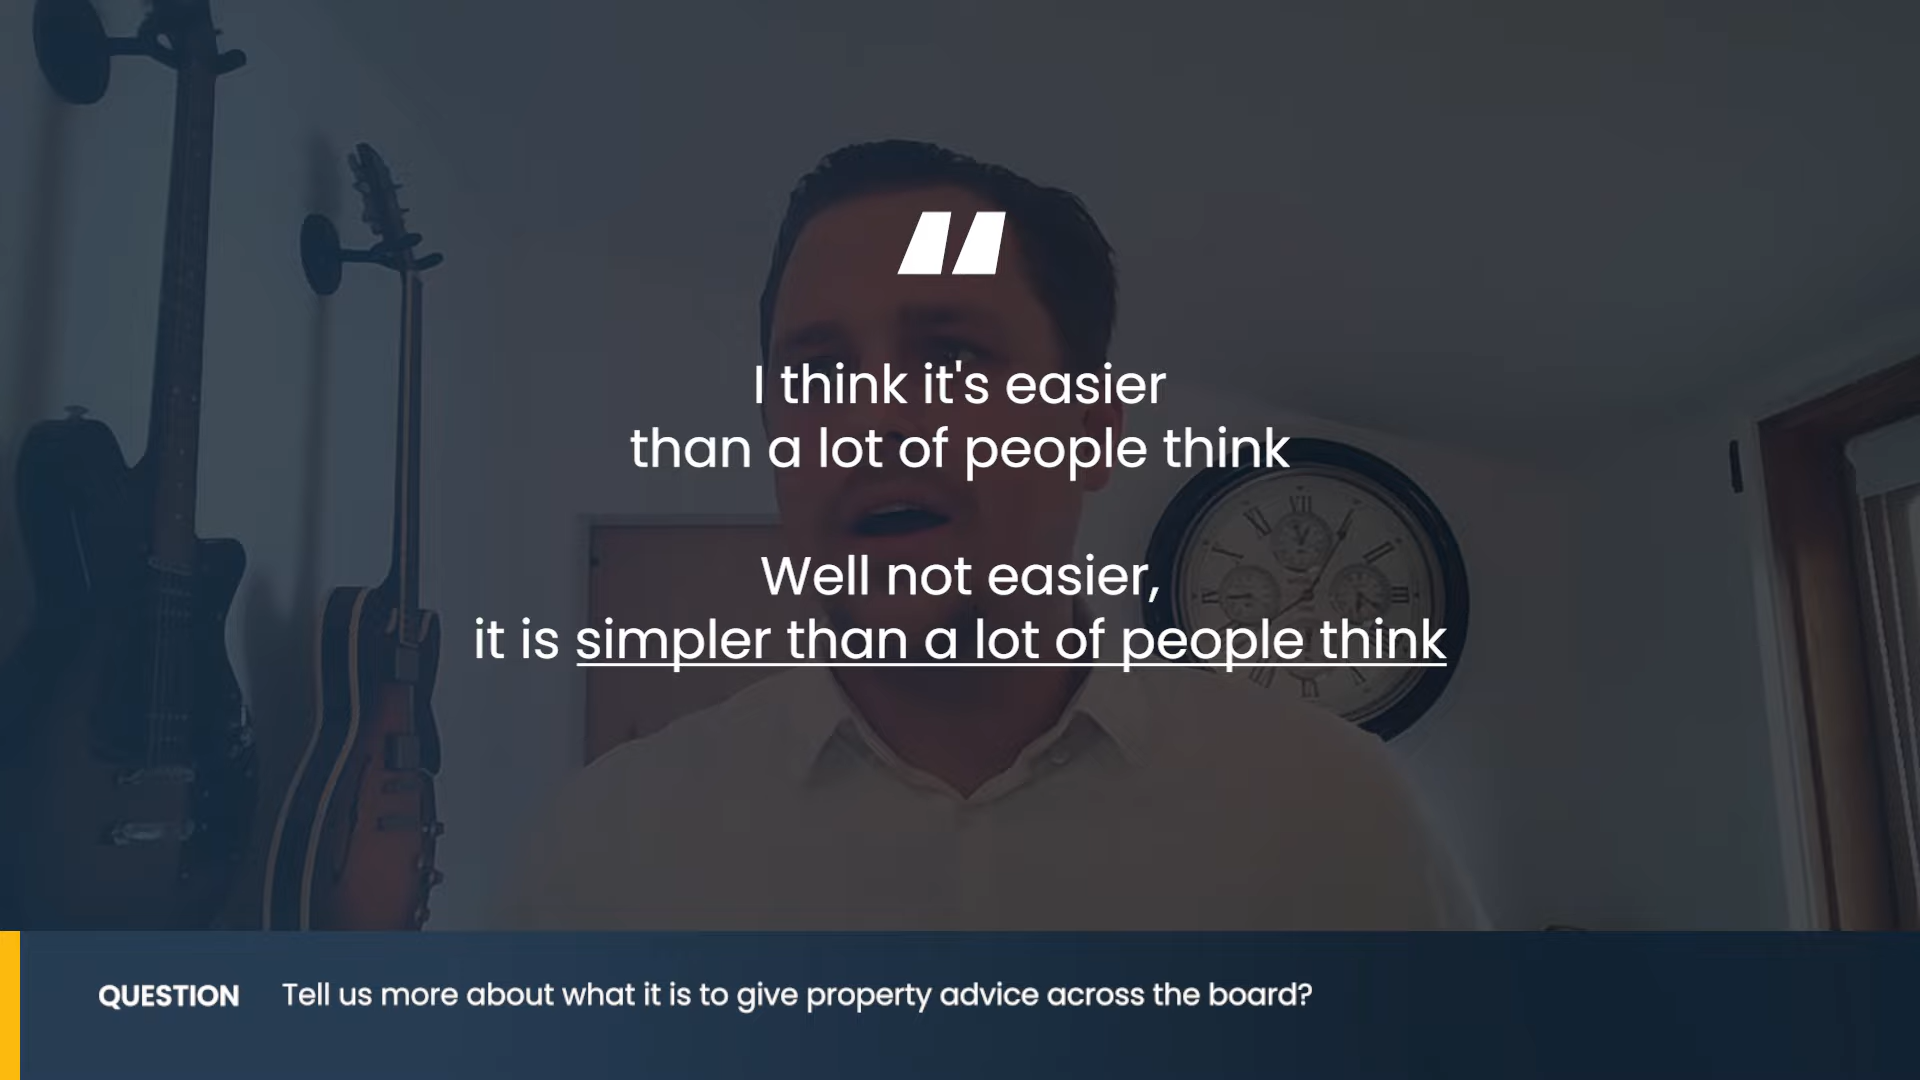 "
I think it's easier
than a lot of people think
Well not easier,
it is simpler than a lot of people think
QUESTION Tell us more about what it is to give property advice across the board?